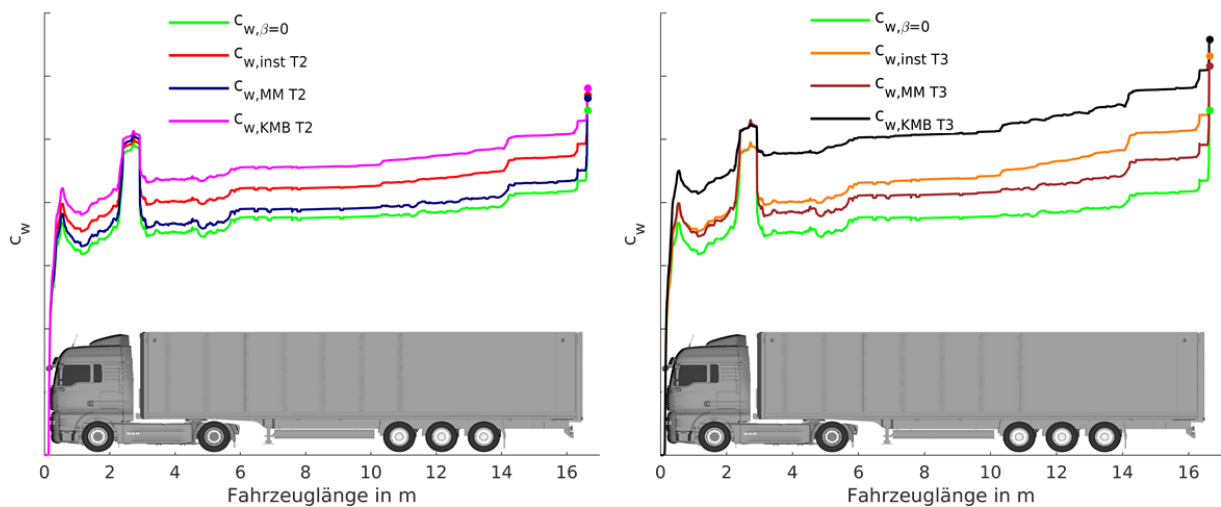 c_w,β=0
c_w,inst T2
c_w,MM T2
c_w,KMB T2
c_w
0 2 4 6 8 10 12 14 16
Fahrzeuglänge in m
c_w,β=0
c_w,inst T3
c_w,MM T3
c_w,KMB T3
c_w
0 2 4 6 8 10 12 14 16
Fahrzeuglänge in m